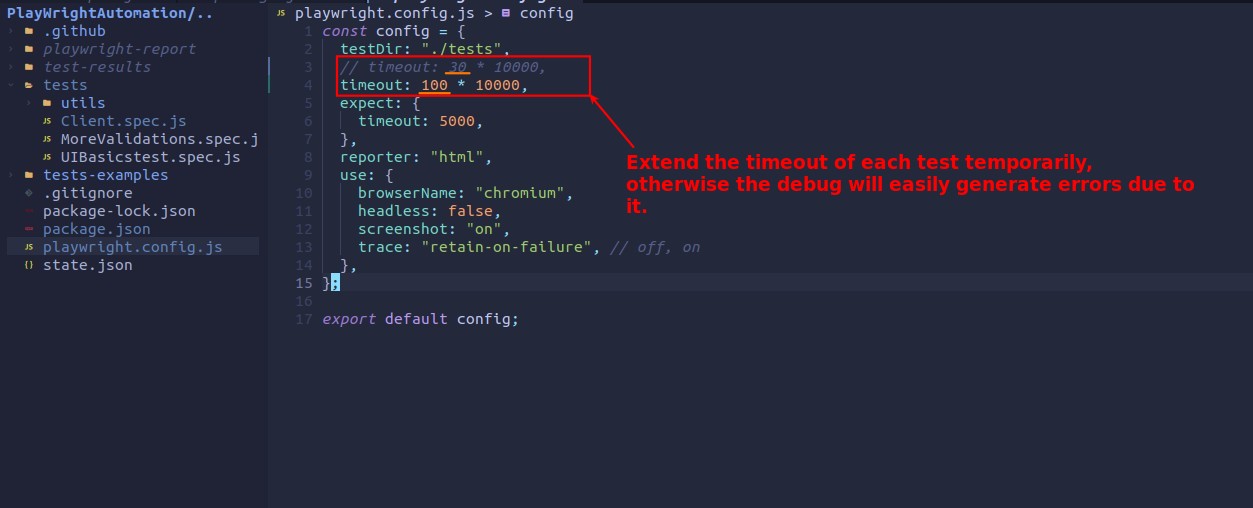 PlayWrightAutomation/..
.github
playwright-report
test-results
tests
utils
Client.spec.js
MoreValidations.spec.j
UIBasicstest.spec.js
tests-examples
.gitignore
package-lock.json
package.json
playwright.config.js
state.json
JS playwright.config.js > config
1 const config = {
2 testDir: "./tests",
3 // timeout: 30 * 10000,
4 timeout: 100 * 10000,
5 expect: {
6 timeout: 5000,
7 },
8 reporter: "html",
9 use: {
10 browserName: "chromium",
11 headless: false,
12 screenshot: "on",
13 trace: "retain-on-failure", // off, on
14 },
15 };
16
17 export default config;
Extend the timeout of each test temporarily,
otherwise the debug will easily generate errors due to
it.